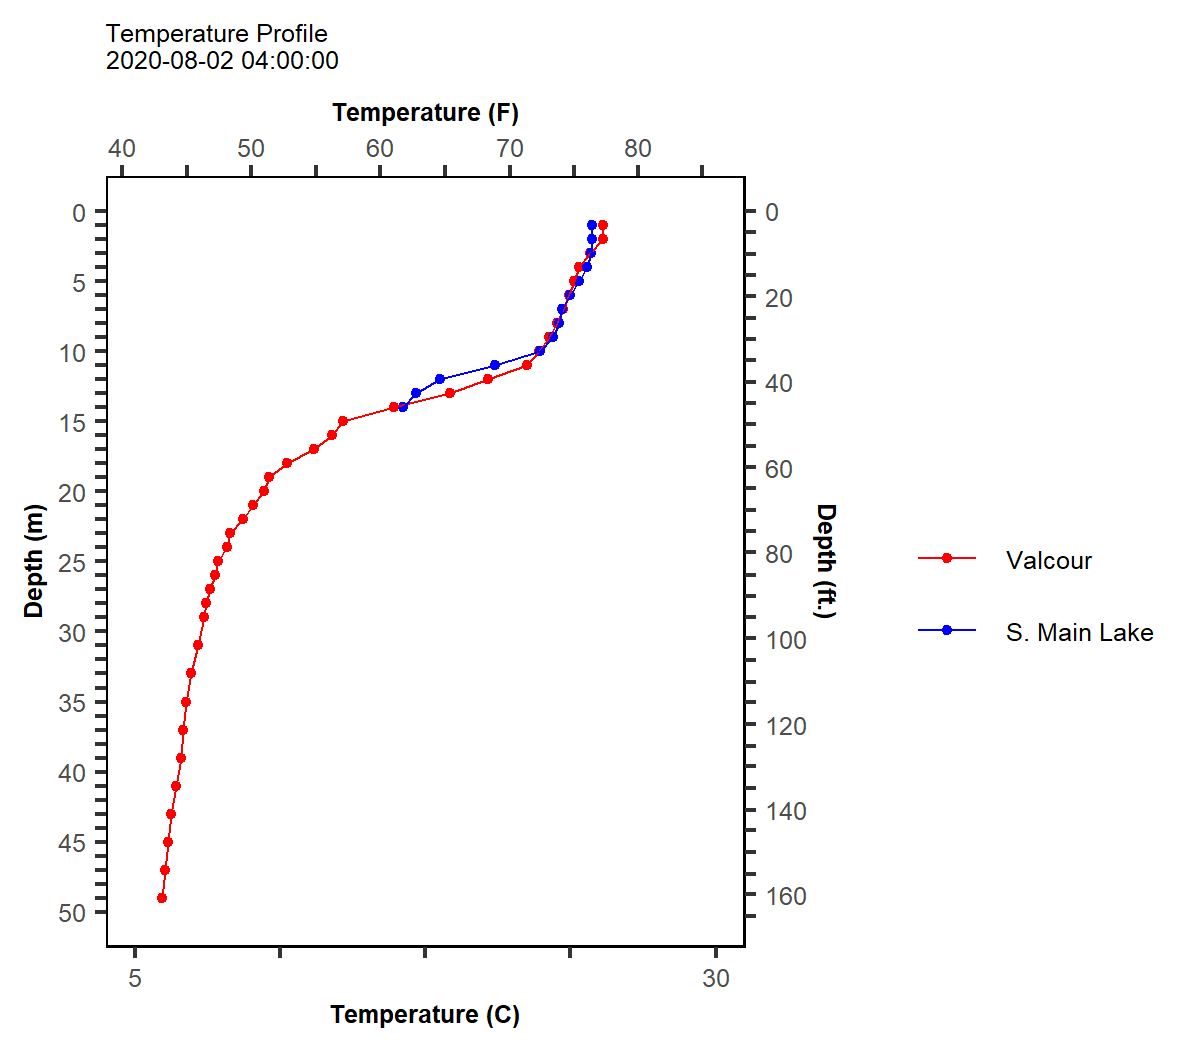 Temperature Profile
2020-08-02 04:00:00
Temperature (F)
40 50 60 70 80
0
5
10
15
20
25
30
35
40
45
50
Depth (m)
0
20
40
60
80
100
120
140
160
Depth (ft.)
Valcour
S. Main Lake
5 30
Temperature (C)